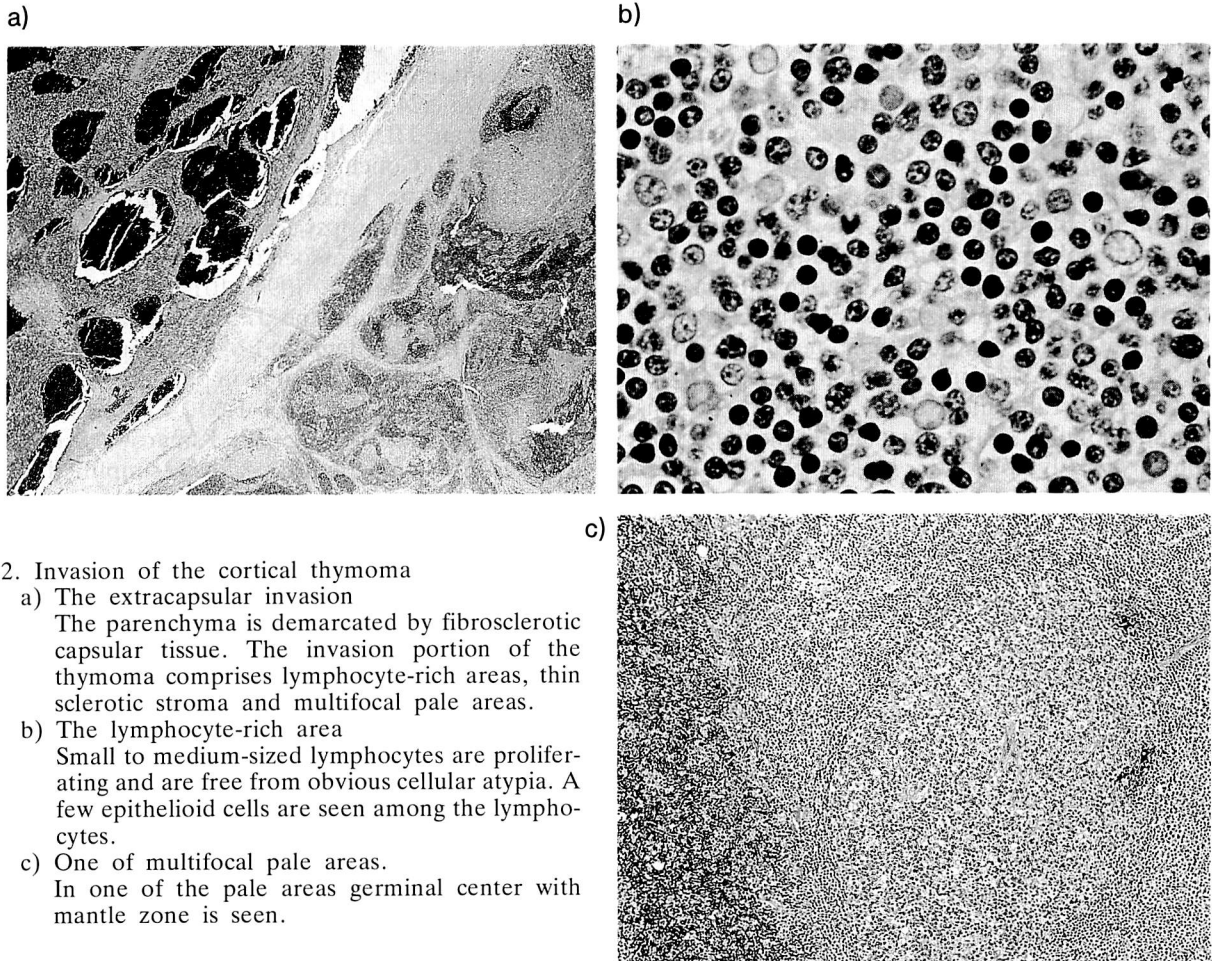 a)
b)
c)
2. Invasion of the cortical thymoma
a) The extracapsular invasion
The parenchyma is demarcated by fibrosclerotic
capsular tissue. The invasion portion of the
thymoma comprises lymphocyte-rich areas, thin
sclerotic stroma and multifocal pale areas.
b) The lymphocyte-rich area
Small to medium-sized lymphocytes are prolifer-
ating and are free from obvious cellular atypia. A
few epithelioid cells are seen among the lympho-
cytes.
c) One of multifocal pale areas.
In one of the pale areas germinal center with
mantle zone is seen.